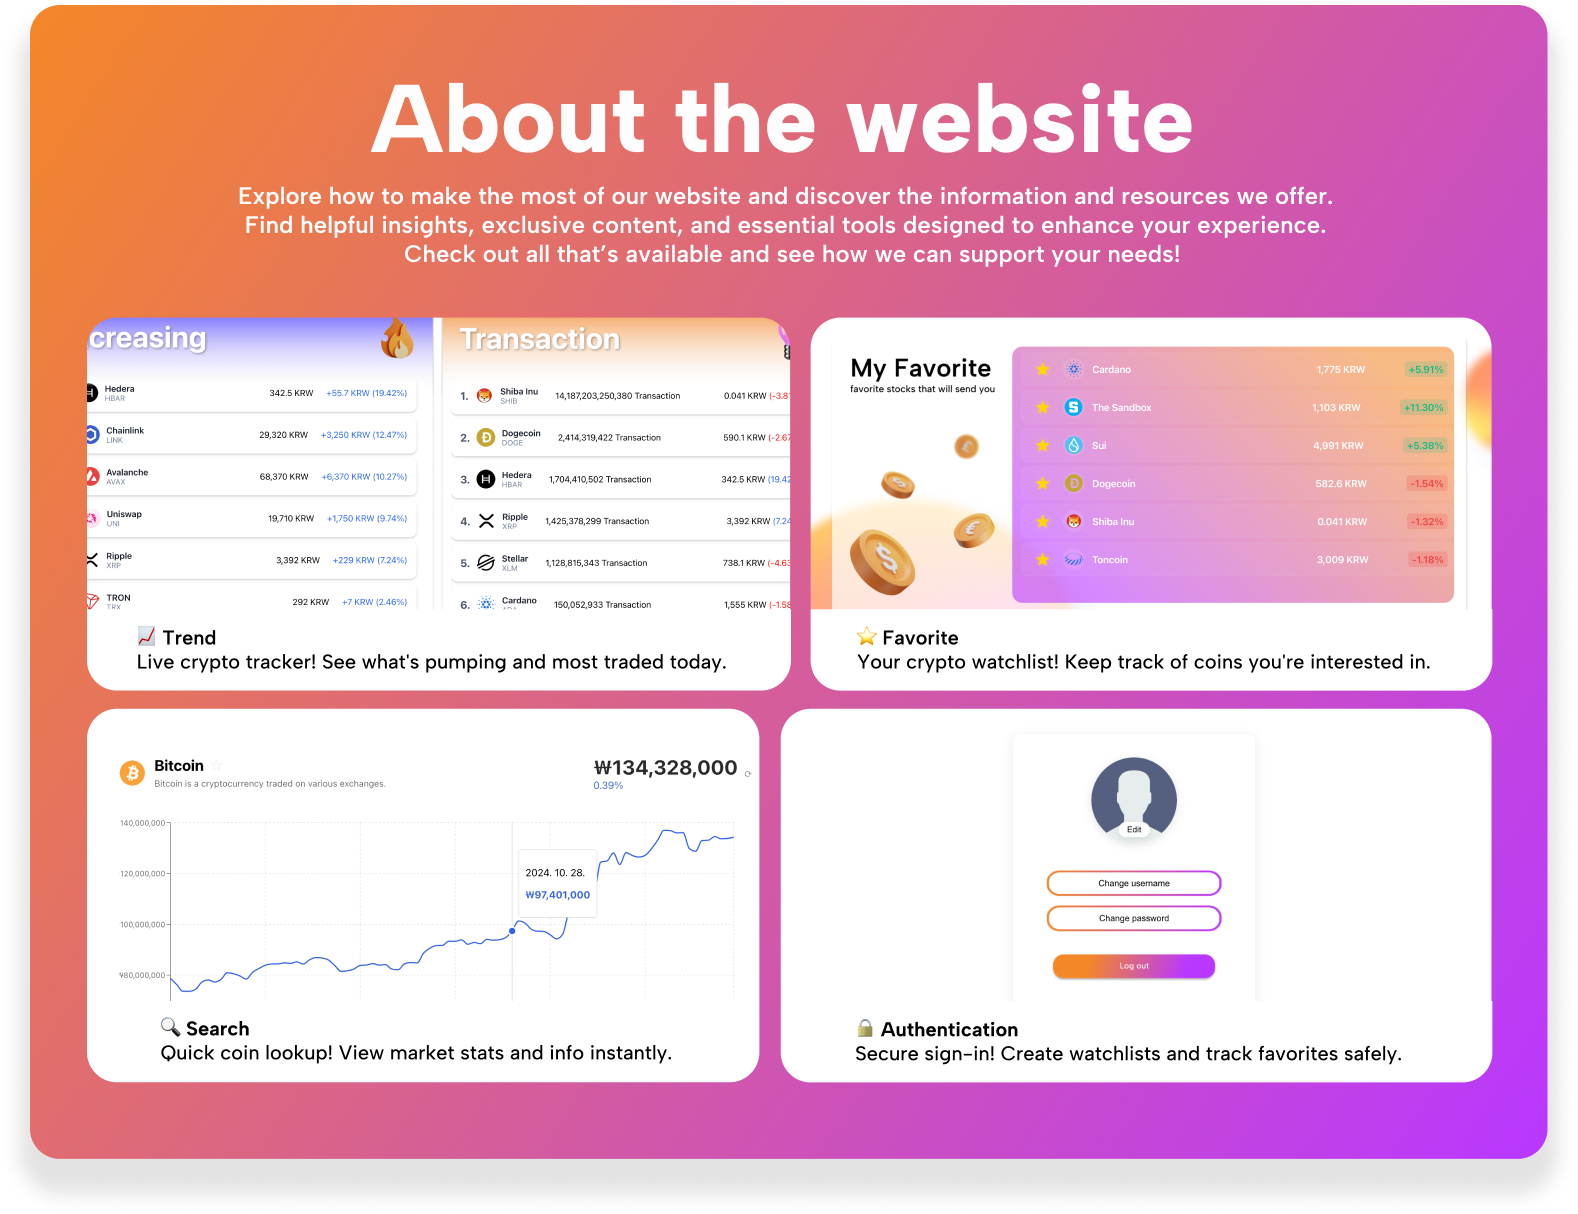 About the website
Explore how to make the most of our website and discover the information and resources we offer.
Find helpful insights, exclusive content, and essential tools designed to enhance your experience.
Check out all that's available and see how we can support your needs!
creasing
Hedera
HBAR
342.5 KRW +55.7 KRW (19.42%)
Chainlink
LINK
29,320 KRW +3,250 KRW (12.47%)
Avalanche
AVAX
68,370 KRW +6,370 KRW (10.27%)
Uniswap
UNI
19,710 KRW +1,750 KRW (9.74%)
Ripple
XRP
3,392 KRW +229 KRW (7.24%)
TRON
TRX
292 KRW +7 KRW (2.46%)
Transaction
1. Shiba Inu
SHIB
14,187,203,250,380 Transaction 0.041 KRW (-3.8
2. Dogecoin
DOGE
2,414,319,422 Transaction 590.1 KRW (-2.67
3. Hedera
HBAR
1,704,410,502 Transaction 342.5 KRW (19.42
4. Ripple
XRP
1,425,378,299 Transaction 3,392 KRW (7.24
5. Stellar
XLM
1,128,815,343 Transaction 738.1 KRW (-4.63
6. Cardano
150,052,933 Transaction 1,555 KRW (-1.58
📈 Trend
Live crypto tracker! See what's pumping and most traded today.
My Favorite
favorite stocks that will send you
Cardano 1,775 KRW +5.91%
The Sandbox 1,103 KRW +11.30%
Sui 4,991 KRW +5.38%
Dogecoin 582.6 KRW -1.54%
Shiba Inu 0.041 KRW -1.32%
Toncoin 3,009 KRW -1.18%
⭐ Favorite
Your crypto watchlist! Keep track of coins you're interested in.
Bitcoin
Bitcoin is a cryptocurrency traded on various exchanges.
₩134,328,000
0.39%
140,000,000
120,000,000
100,000,000
₩80,000,000
2024. 10. 28.
₩97,401,000
🔍 Search
Quick coin lookup! View market stats and info instantly.
Edit
Change username
Change password
Log out
🔒 Authentication
Secure sign-in! Create watchlists and track favorites safely.